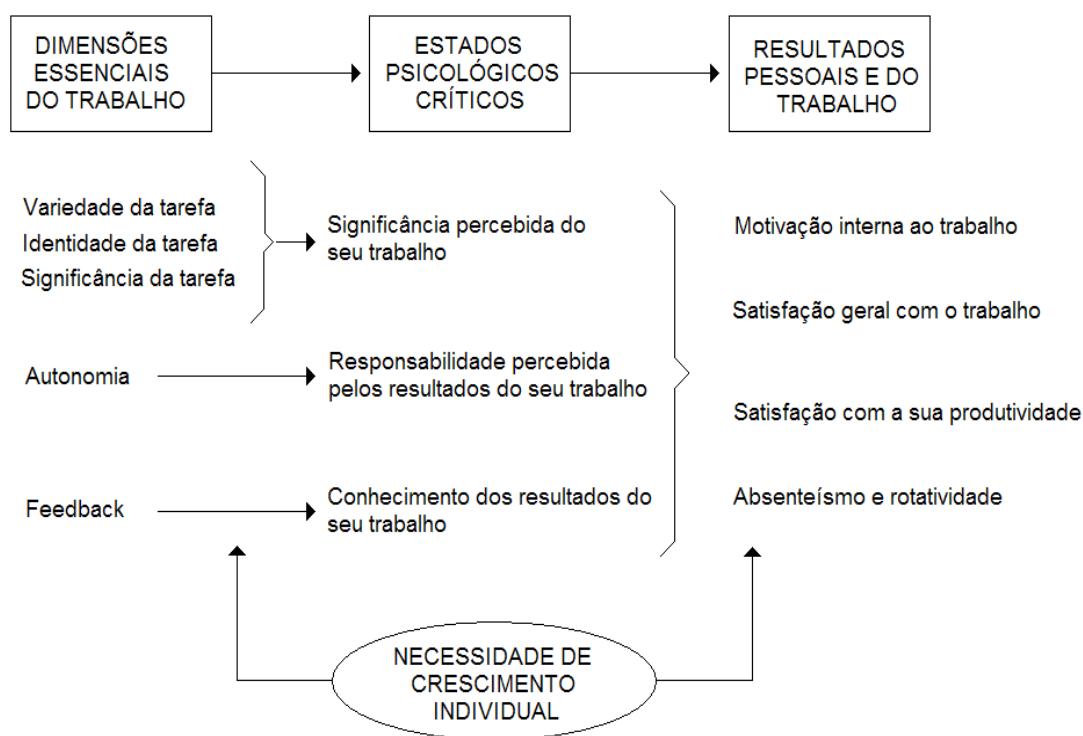 DIMENSÕES
ESSENCIAIS
DO TRABALHO
ESTADOS
PSICOLÓGICOS
CRÍTICOS
RESULTADOS
PESSOAIS E DO
TRABALHO
Variedade da tarefa
Identidade da tarefa
Significância da tarefa
Significância percebida do
seu trabalho
Autonomia
Responsabilidade percebida
pelos resultados do seu trabalho
Feedback
Conhecimento dos resultados do
seu trabalho
Motivação interna ao trabalho
Satisfação geral com o trabalho
Satisfação com a sua produtividade
Absenteísmo e rotatividade
NECESSIDADE DE
CRESCIMENTO
INDIVIDUAL